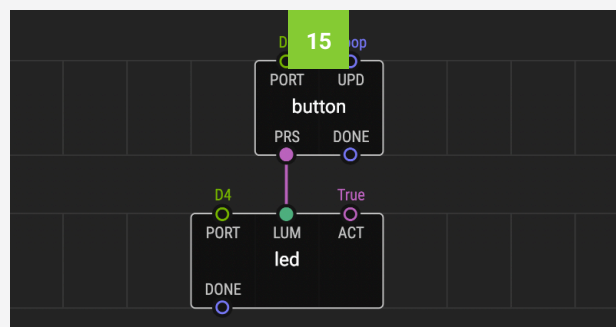 15
PORT UPD
button
PRS DONE
D4 True
PORT LUM ACT
led
DONE